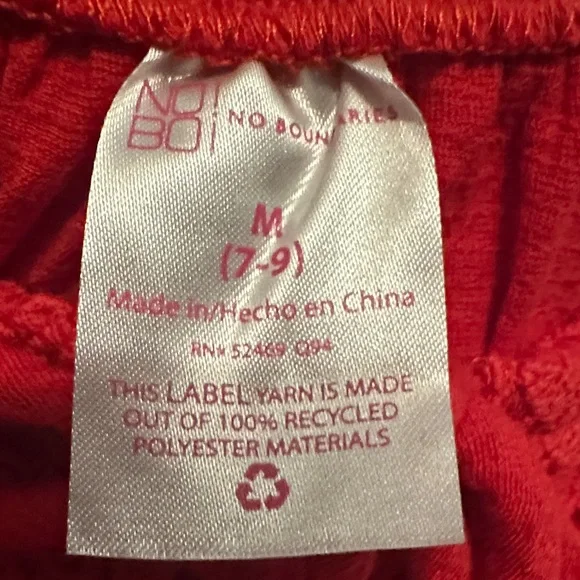 NO!
BO¡
NO BOUNDARIES
M
(7-9)
Made in/Hecho en China
RN# 52469 Q94
THIS LABEL YARN IS MADE
OUT OF 100% RECYCLED
POLYESTER MATERIALS